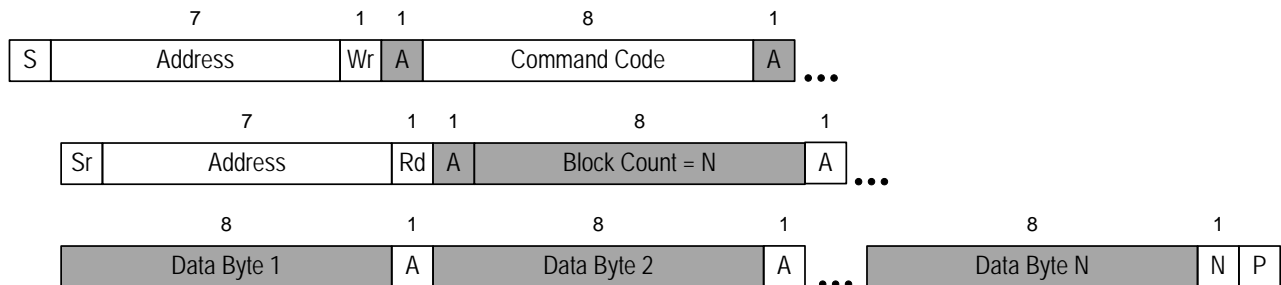 7 1 1 8 1
S Address Wr A Command Code A ...
7 1 1 8 1
Sr Address Rd A Block Count = N A ...
8 1 8 1 8 1
Data Byte 1 A Data Byte 2 A ... Data Byte N N P